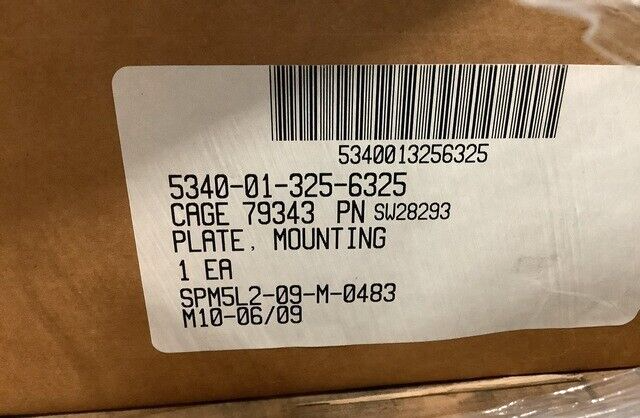 5340013256325
5340-01-325-6325
CAGE 79343 PN SW28293
PLATE, MOUNTING
1 EA
SPM5L2-09-M-0483
M10-06/09